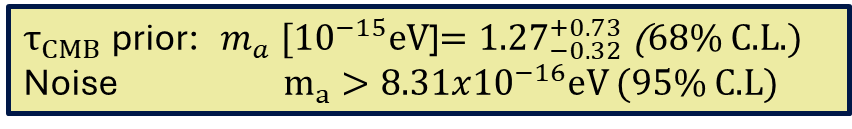 τCMB prior: mₐ [10⁻¹⁵eV]= 1.27⁺⁰·⁷³₋₀.₃₂ (68% C.L.)
Noise mₐ > 8.31x10⁻¹⁶eV (95% C.L)